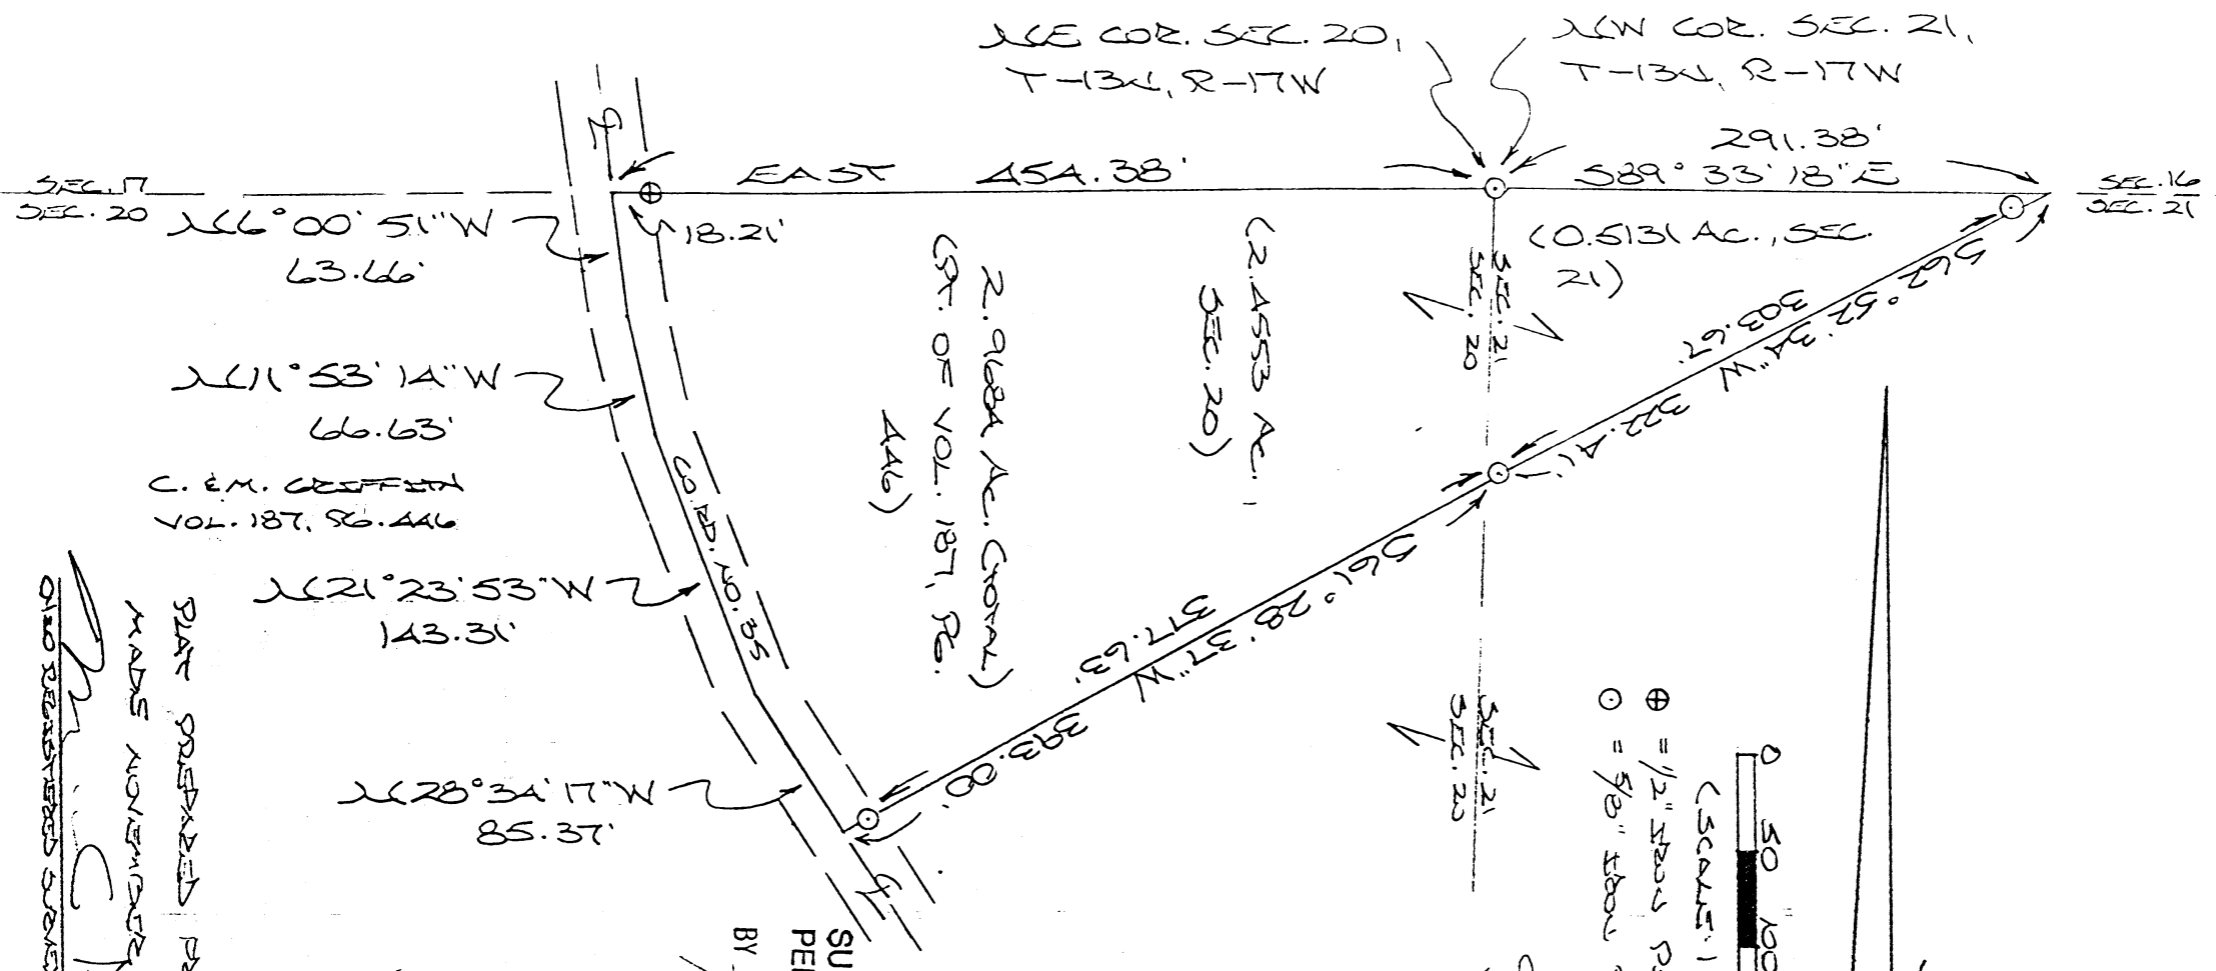 NE COR. SEC. 20,
T-13N, R-17W
NW COR. SEC. 21,
T-13N, R-17W
291.38'
S89°33'18"E
EAST 454.38'
SEC. 17
SEC. 20
SEC. 16
SEC. 21
℄
18.21'
N6°00'51"W
63.66'
(0.5131 AC., SEC.
21)
SEC. 21
SEC. 20
(2.4553 AC.,
SEC. 20)
2.9684 AC. (TOTAL)
(PT. OF VOL. 187, PG.
446)
S62°52'34"W
303.67'
322.41'
N11°53'14"W
66.63'
C. & M. GRIFFITH
VOL. 187, PG. 446
CO. RD. NO. 35
N21°23'53"W
143.31'
S61°28'37"W
377.63'
393.00'
N28°34'17"W
85.37'
℄
SEC. 21
SEC. 20
⊕ = 1/2" IRON
⊙ = 5/8" IRON
(SCALE: 1
0 50 100
PLAT PREPARED
MADE NOVEMBER
OHIO REGISTERED
SU
PE
BY